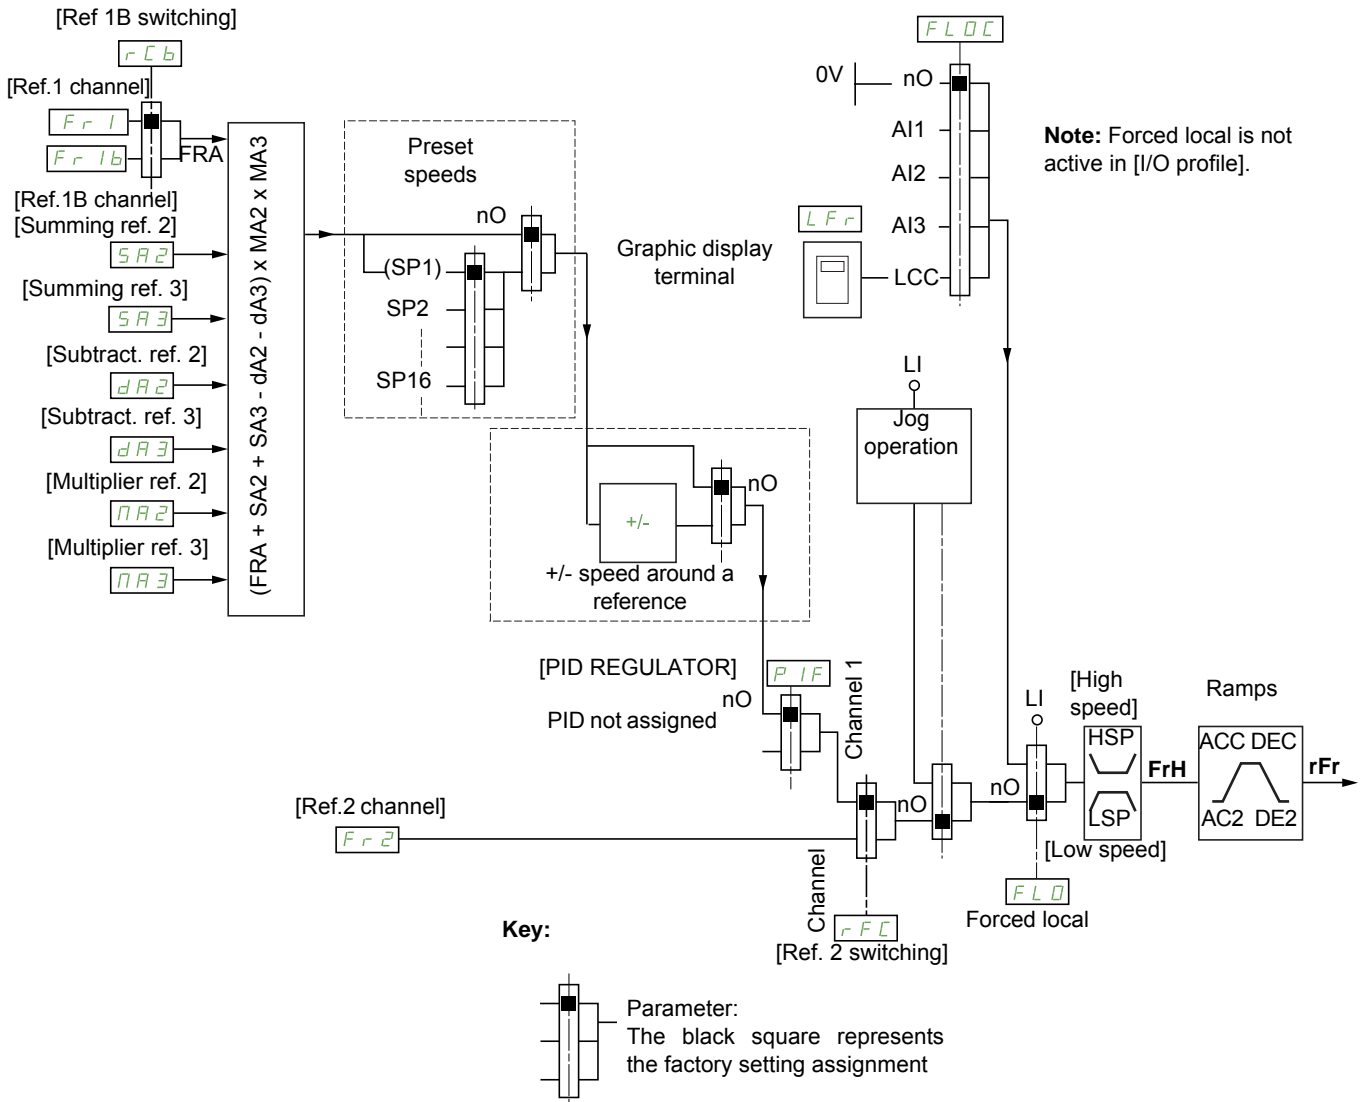 [Ref 1B switching]
rCb
[Ref.1 channel]
Fr1
Fr1b
FRA
[Ref.1B channel]
[Summing ref. 2]
SA2
[Summing ref. 3]
SA3
[Subtract. ref. 2]
dA2
[Subtract. ref. 3]
dA3
[Multiplier ref. 2]
MA2
[Multiplier ref. 3]
MA3
(FRA + SA2 + SA3 - dA2 - dA3) x MA2 x MA3
Preset
speeds
nO
(SP1)
SP2
SP16
+/-
nO
+/- speed around a
reference
FLOC
0V
nO
AI1
AI2
AI3
LCC
LFr
Graphic display
terminal
Note: Forced local is not
active in [I/O profile].
LI
Jog
operation
[PID REGULATOR]
PIF
nO
PID not assigned
Channel 1
[Ref.2 channel]
Fr2
nO
Channel
rFC
[Ref. 2 switching]
nO
LI
FLO
Forced local
[High
speed]
HSP
LSP
[Low speed]
FrH
Ramps
ACC DEC
AC2 DE2
rFr
Key:
Parameter:
The black square represents
the factory setting assignment